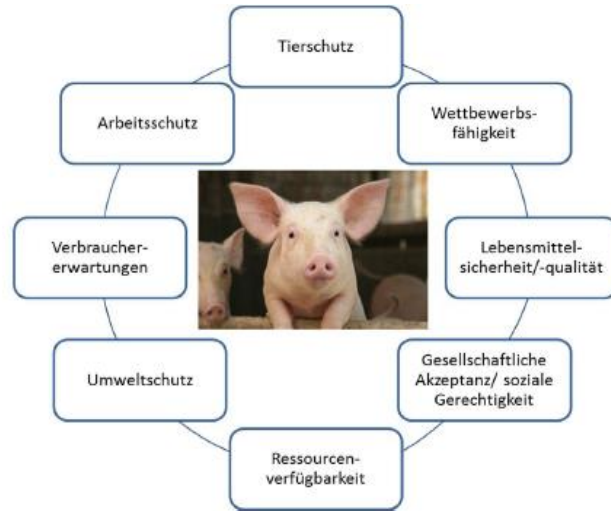 Tierschutz
Wettbewerbs-
fähigkeit
Lebensmittel-
sicherheit/-qualität
Gesellschaftliche
Akzeptanz/ soziale
Gerechtigkeit
Ressourcen-
verfügbarkeit
Umweltschutz
Verbraucher-
erwartungen
Arbeitsschutz